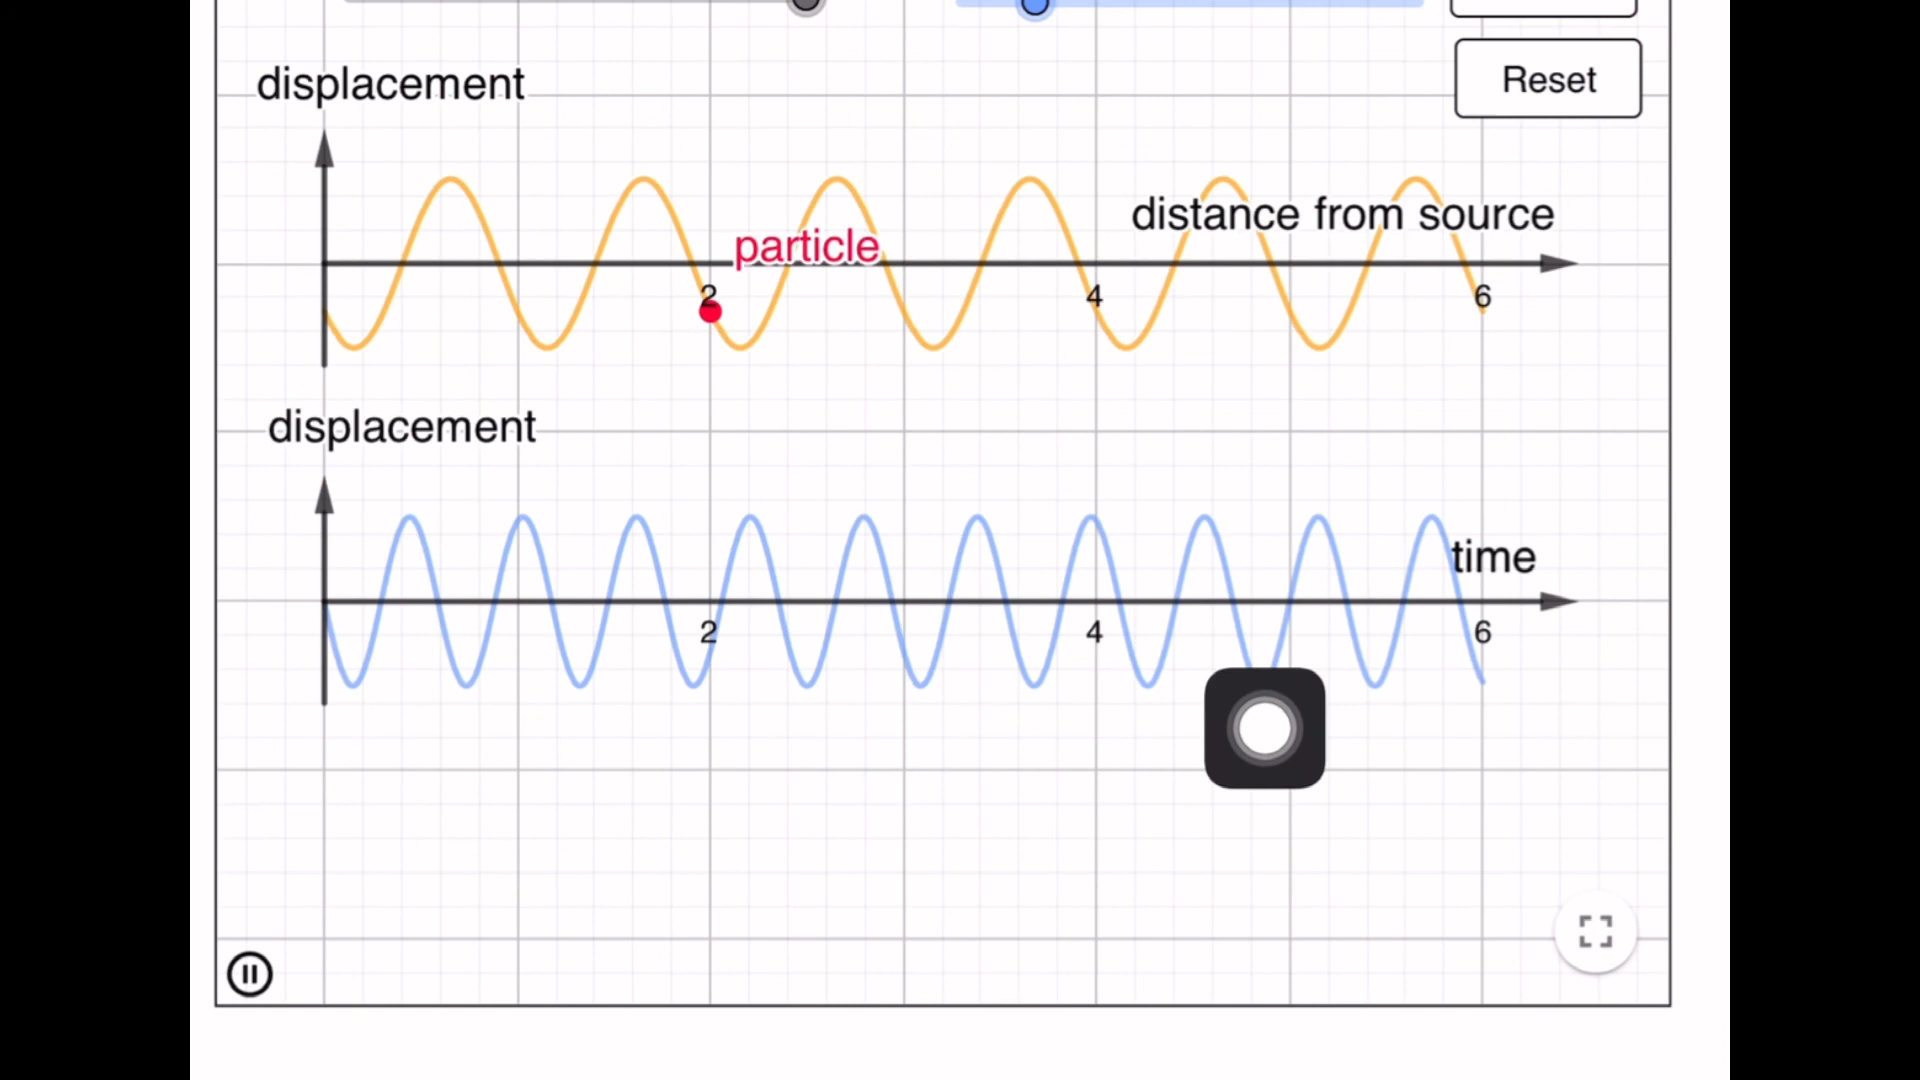 displacement
Reset
distance from source
particle
2
4
6
displacement
time
2
4
6